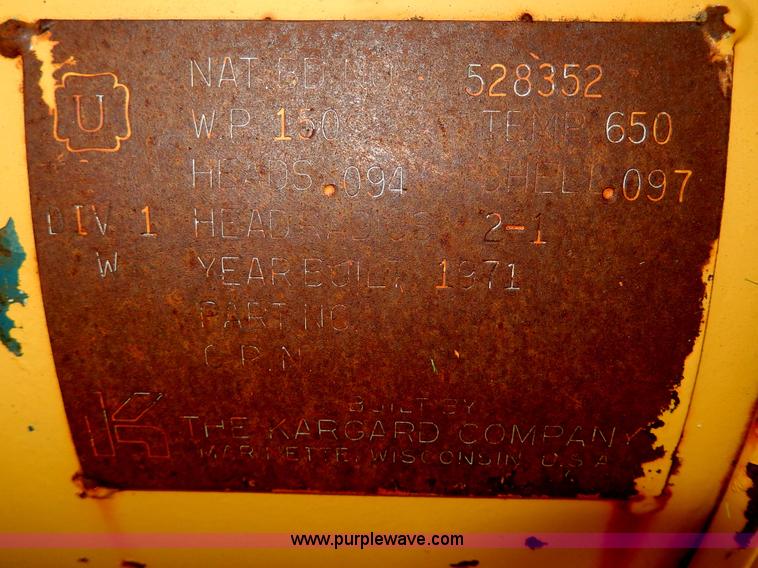 U
NAT. BD. NO. 528352
W.P. 150 TEMP. 650
HEADS .094 SHELL .097
DIV. 1 HEAD RADIUS 2-1
W YEAR BUILT 1971
PART NO.
C.R.N.
K
BUILT BY
THE KARGARD COMPANY
MARINETTE, WISCONSIN, U.S.A.
www.purplewave.com